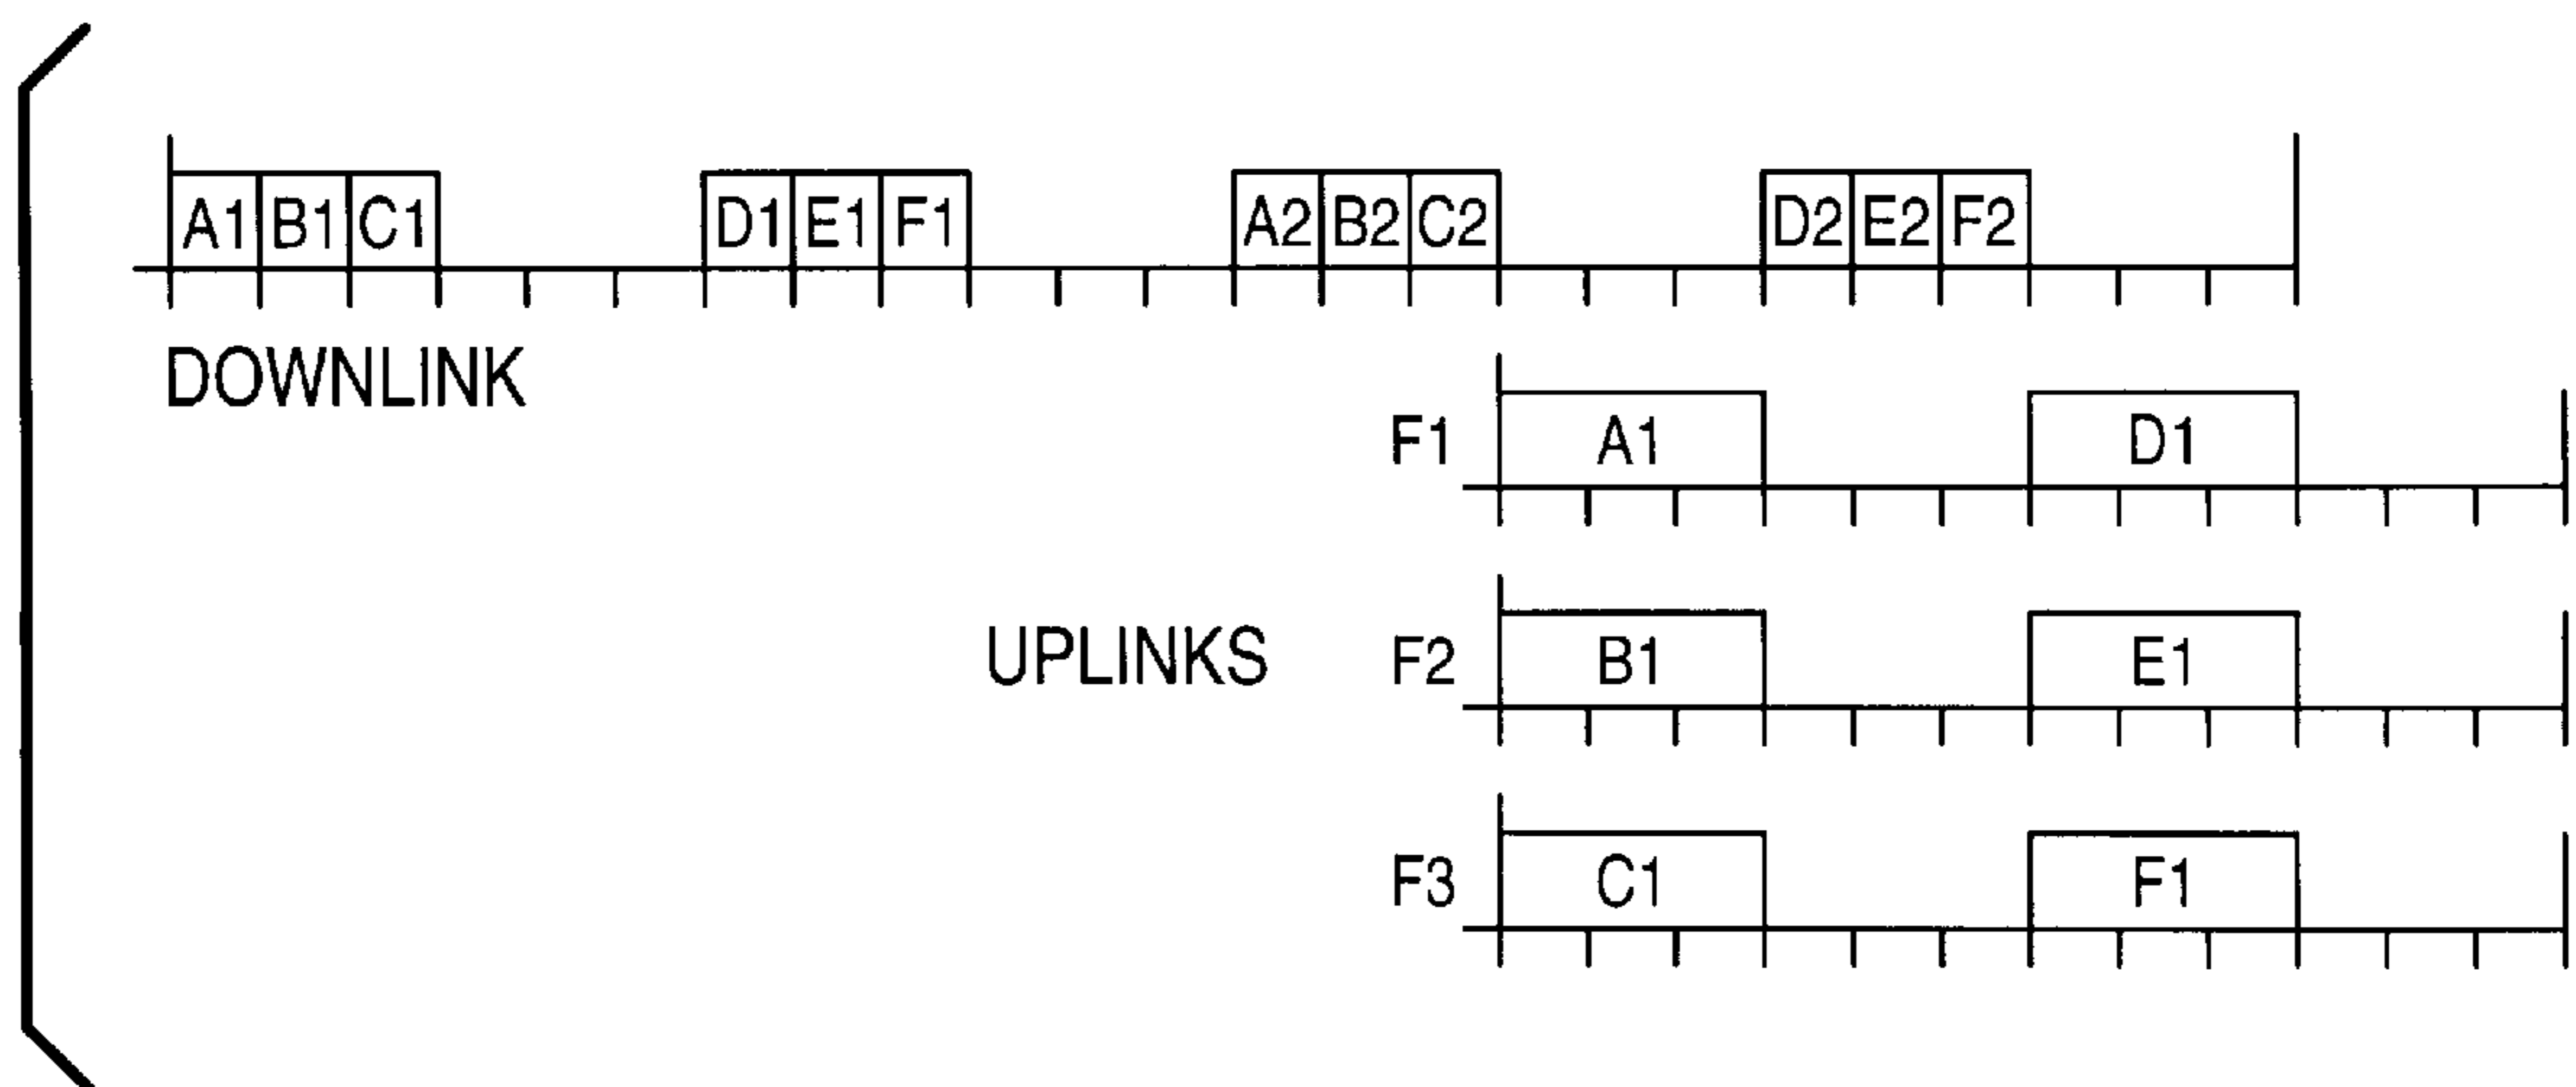 A1 B1 C1 D1 E1 F1 A2 B2 C2 D2 E2 F2
DOWNLINK
F1 A1 D1
UPLINKS F2 B1 E1
F3 C1 F1